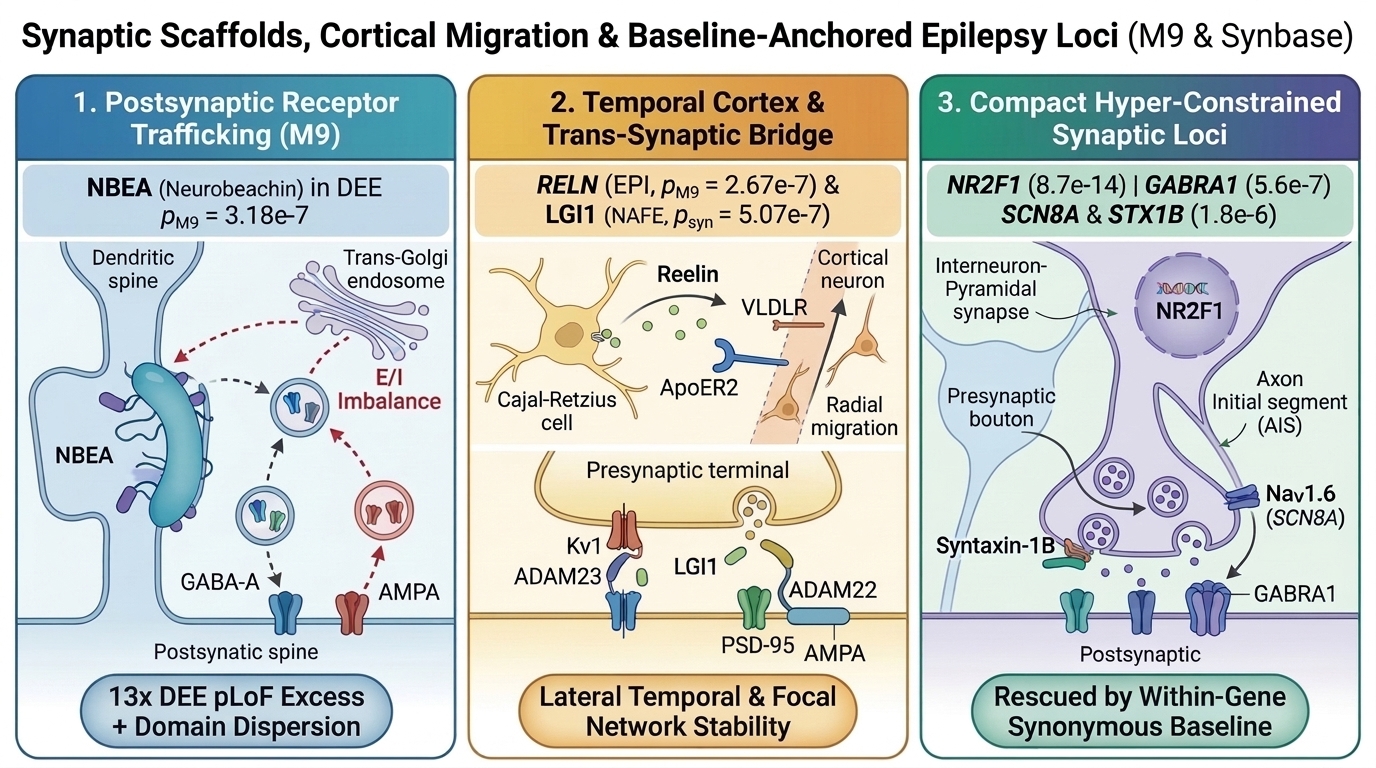 Synaptic Scaffolds, Cortical Migration & Baseline-Anchored Epilepsy Loci (M9 & Synbase)
1. Postsynaptic Receptor
Trafficking (M9)
NBEA (Neurobeachin) in DEE
pM9 = 3.18e-7
Dendritic
spine
Trans-Golgi
endosome
E/I
Imbalance
NBEA
GABA-A
AMPA
Postsynatic spine
13x DEE pLoF Excess
+ Domain Dispersion
2. Temporal Cortex &
Trans-Synaptic Bridge
RELN (EPI, pM9 = 2.67e-7) &
LGI1 (NAFE, psyn = 5.07e-7)
Reelin
Cortical
neuron
VLDLR
ApoER2
Cajal-Retzius
cell
Radial
migration
Presynaptic terminal
Kv1
ADAM23
LGI1
ADAM22
PSD-95
AMPA
Lateral Temporal & Focal
Network Stability
3. Compact Hyper-Constrained
Synaptic Loci
NR2F1 (8.7e-14) | GABRA1 (5.6e-7)
SCN8A & STX1B (1.8e-6)
Interneuron-
Pyramidal
synapse
NR2F1
Presynaptic
bouton
Axon
Initial segment
(AIS)
Nav1.6
(SCN8A)
Syntaxin-1B
GABRA1
Postsynaptic
Rescued by Within-Gene
Synonymous Baseline